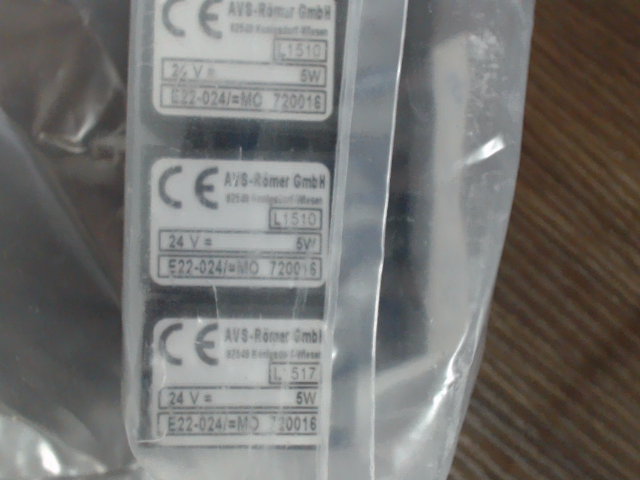 CE AVS-Römer GmbH
L1510
24 V = 5W
E22-024/=MO 720016
CE AVS-Römer GmbH
L1510
24 V = 5W
E22-024/=MO 720016
CE AVS-Römer GmbH
L 517
24 V = 5W
E22-024/=MO 720016